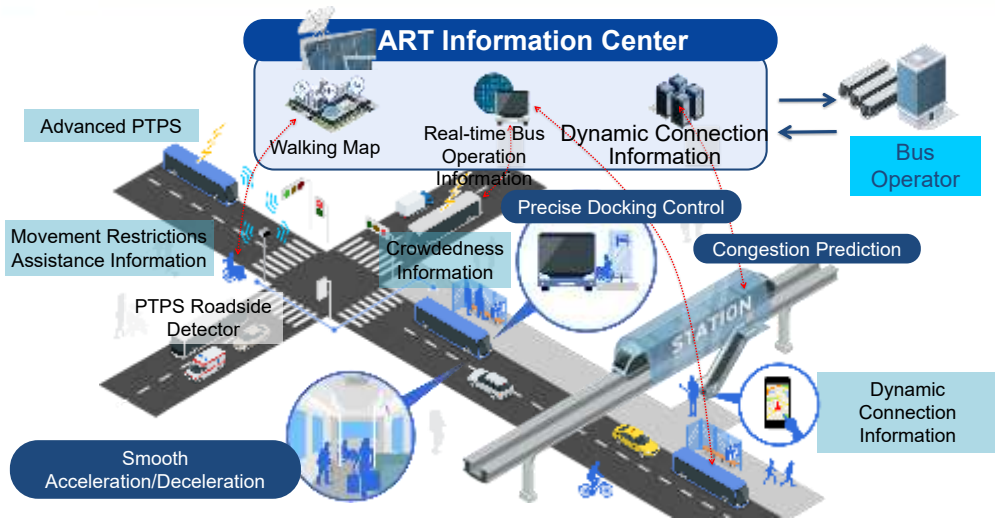 ART Information Center
Walking Map
Real-time Bus
Operation
Information
Dynamic Connection
Information
Bus
Operator
Advanced PTPS
Precise Docking Control
Movement Restrictions
Assistance Information
Crowdedness
Information
Congestion Prediction
PTPS Roadside
Detector
STATION
Dynamic
Connection
Information
Smooth
Acceleration/Deceleration